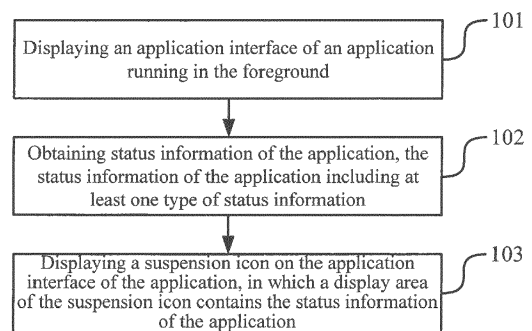 101
Displaying an application interface of an application
running in the foreground
102
Obtaining status information of the application, the
status information of the application including at
least one type of status information
103
Displaying a suspension icon on the application
interface of the application, in which a display area
of the suspension icon contains the status information
of the application